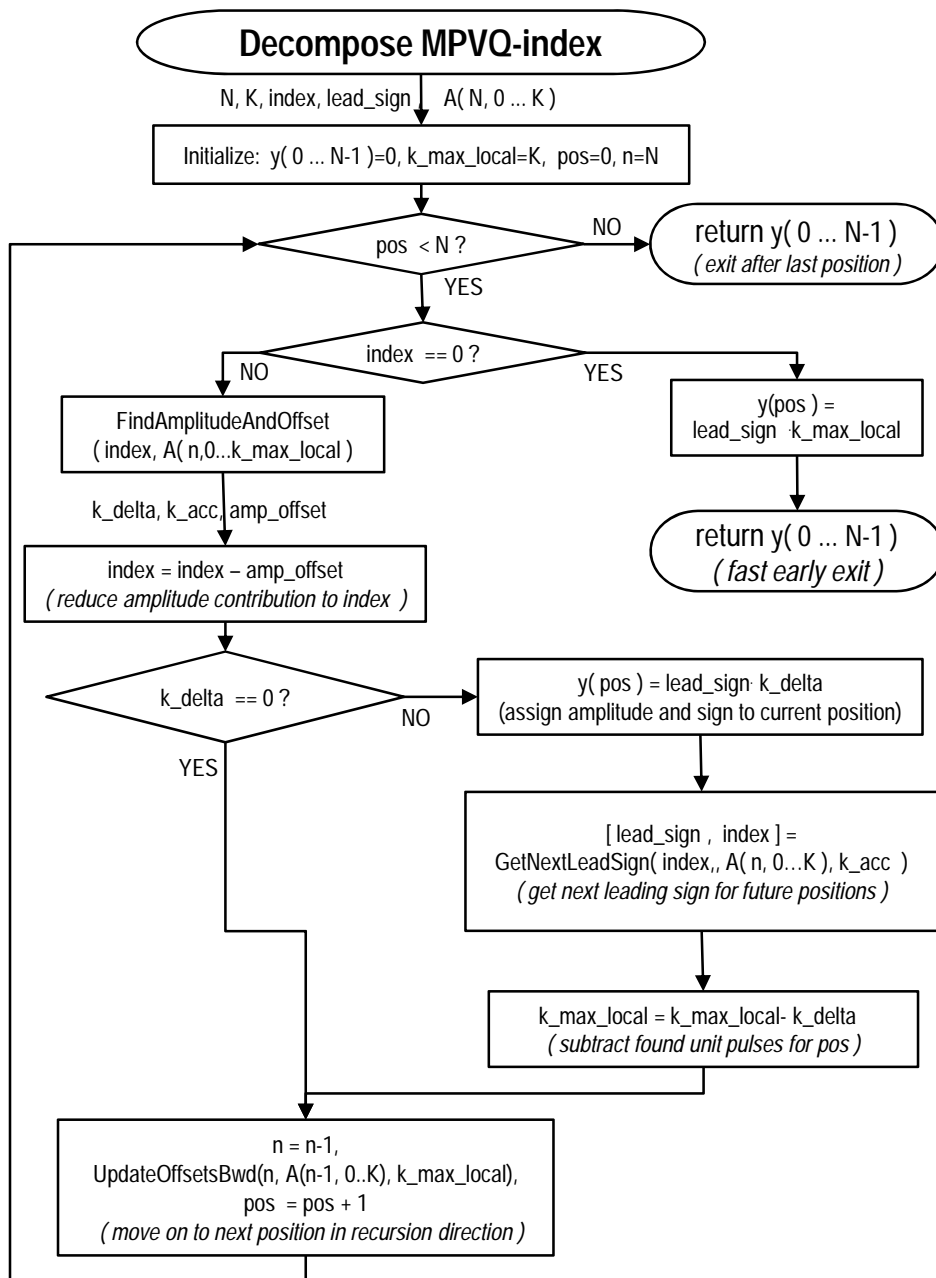 Decompose MPVQ-index
N, K, index, lead_sign , A( N, 0 ... K )
Initialize: y( 0 ... N-1 )=0, k_max_local=K, pos=0, n=N
pos < N ?
NO
return y( 0 ... N-1 )
( exit after last position )
YES
index == 0 ?
NO
YES
FindAmplitudeAndOffset
( index, A( n,0...k_max_local )
y(pos ) =
lead_sign · k_max_local
k_delta, k_acc, amp_offset
return y( 0 ... N-1 )
( fast early exit )
index = index – amp_offset
( reduce amplitude contribution to index )
k_delta == 0 ?
NO
y( pos ) = lead_sign· k_delta
(assign amplitude and sign to current position)
YES
[ lead_sign , index ] =
GetNextLeadSign( index,, A( n, 0…K ), k_acc )
( get next leading sign for future positions )
k_max_local = k_max_local- k_delta
( subtract found unit pulses for pos )
n = n-1,
UpdateOffsetsBwd(n, A(n-1, 0..K), k_max_local),
pos = pos + 1
( move on to next position in recursion direction )